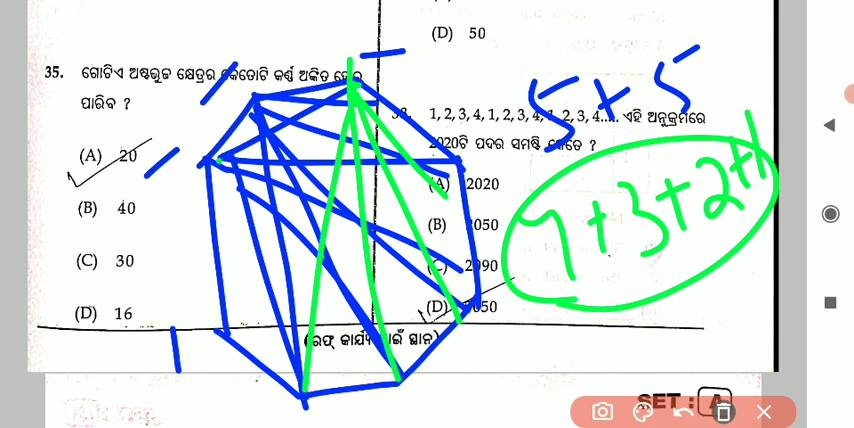 (D) 50
35. ଗୋଟିଏ ଅଷ୍ଟଭୁଜ କ୍ଷେତ୍ରର କେତୋଟି କର୍ଣ୍ଣ ଅଙ୍କିତ ହୋଇ
ପାରିବ ?
(A) 20
(B) 40
(C) 30
(D) 16
1, 2, 3, 4, 1, 2, 3, 4, 1, 2, 3, 4..... ଏହି ଅନୁକ୍ରମରେ
2020ଟି ପଦର ସମଷ୍ଟି କେତେ ?
(A) 2020
(B) 5050
(C) 2090
(D) 5050
5 + 5
4+3+2+1
(ରଫ୍ କାର୍ଯ୍ୟ ପାଇଁ ସ୍ଥାନ)
SET : A